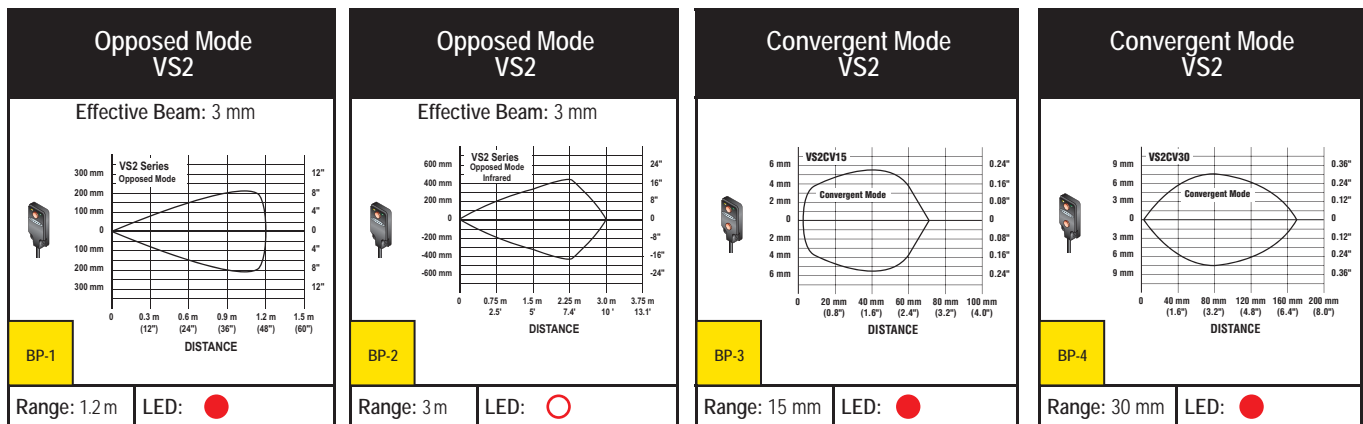 Opposed Mode
VS2
Effective Beam: 3 mm
VS2 Series
Opposed Mode
300 mm
200 mm
100 mm
0
100 mm
200 mm
300 mm
12"
8"
4"
0
4"
8"
12"
0 0.3 m 0.6 m 0.9 m 1.2 m 1.5 m
(12") (24") (36") (48") (60")
DISTANCE
BP-1
Range: 1.2 m LED:
Opposed Mode
VS2
Effective Beam: 3 mm
VS2 Series
Opposed Mode
Infrared
600 mm
400 mm
200 mm
0
-200 mm
-400 mm
-600 mm
24"
16"
8"
0
-8"
-16"
-24"
0 0.75 m 1.5 m 2.25 m 3.0 m 3.75 m
2.5' 5' 7.4' 10 ' 13.1'
DISTANCE
BP-2
Range: 3 m LED:
Convergent Mode
VS2
VS2CV15
Convergent Mode
6 mm
4 mm
2 mm
0
2 mm
4 mm
6 mm
0.24"
0.16"
0.08"
0
0.08"
0.16"
0.24"
0 20 mm 40 mm 60 mm 80 mm 100 mm
(0.8") (1.6") (2.4") (3.2") (4.0")
DISTANCE
BP-3
Range: 15 mm LED:
Convergent Mode
VS2
VS2CV30
Convergent Mode
9 mm
6 mm
3 mm
0
3 mm
6 mm
9 mm
0.36"
0.24"
0.12"
0
0.12"
0.24"
0.36"
0 40 mm 80 mm 120 mm 160 mm 200 mm
(1.6") (3.2") (4.8") (6.4") (8.0")
DISTANCE
BP-4
Range: 30 mm LED: